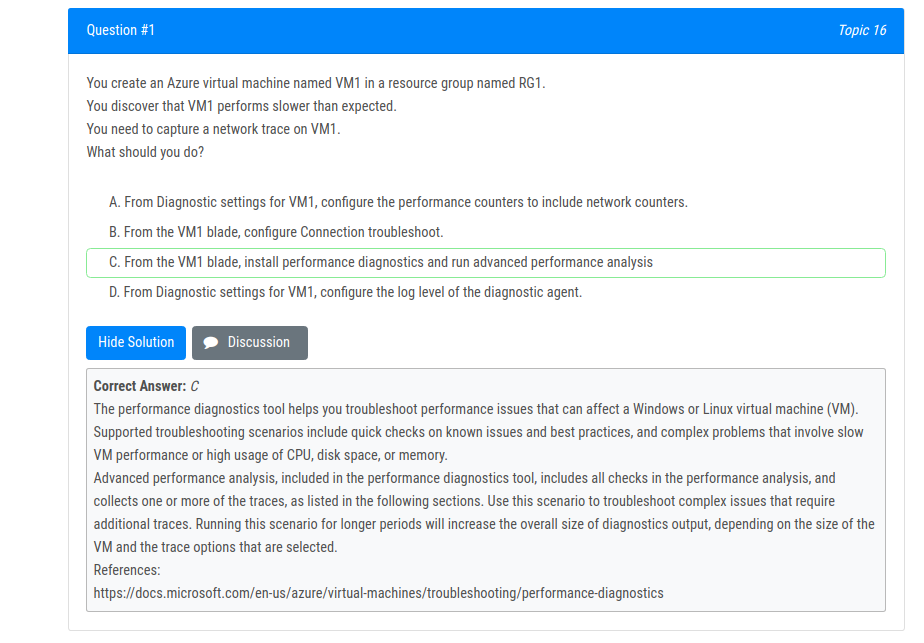 Question #1
Topic 16
You create an Azure virtual machine named VM1 in a resource group named RG1.
You discover that VM1 performs slower than expected.
You need to capture a network trace on VM1.
What should you do?
A. From Diagnostic settings for VM1, configure the performance counters to include network counters.
B. From the VM1 blade, configure Connection troubleshoot.
C. From the VM1 blade, install performance diagnostics and run advanced performance analysis
D. From Diagnostic settings for VM1, configure the log level of the diagnostic agent.
Hide Solution
Discussion
Correct Answer: C
The performance diagnostics tool helps you troubleshoot performance issues that can affect a Windows or Linux virtual machine (VM).
Supported troubleshooting scenarios include quick checks on known issues and best practices, and complex problems that involve slow
VM performance or high usage of CPU, disk space, or memory.
Advanced performance analysis, included in the performance diagnostics tool, includes all checks in the performance analysis, and
collects one or more of the traces, as listed in the following sections. Use this scenario to troubleshoot complex issues that require
additional traces. Running this scenario for longer periods will increase the overall size of diagnostics output, depending on the size of the
VM and the trace options that are selected.
References:
https://docs.microsoft.com/en-us/azure/virtual-machines/troubleshooting/performance-diagnostics